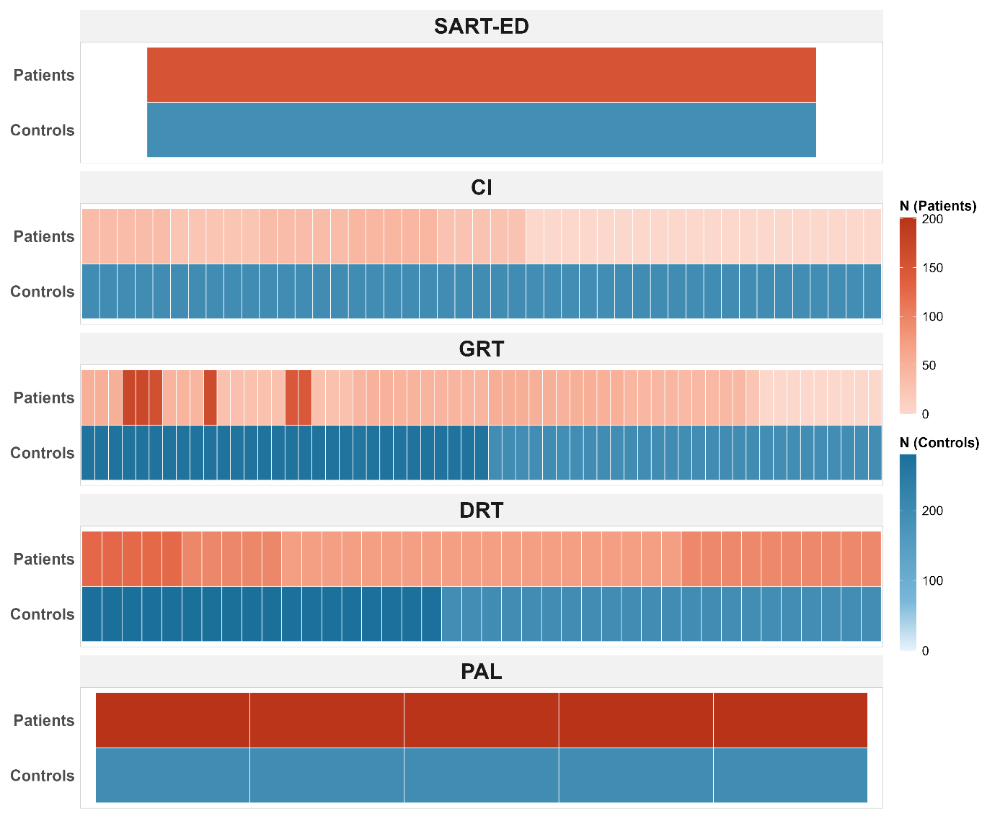 SART-ED
Patients
Controls
CI
Patients
Controls
GRT
Patients
Controls
DRT
Patients
Controls
PAL
Patients
Controls
N (Patients)
200
150
100
50
0
N (Controls)
200
100
0